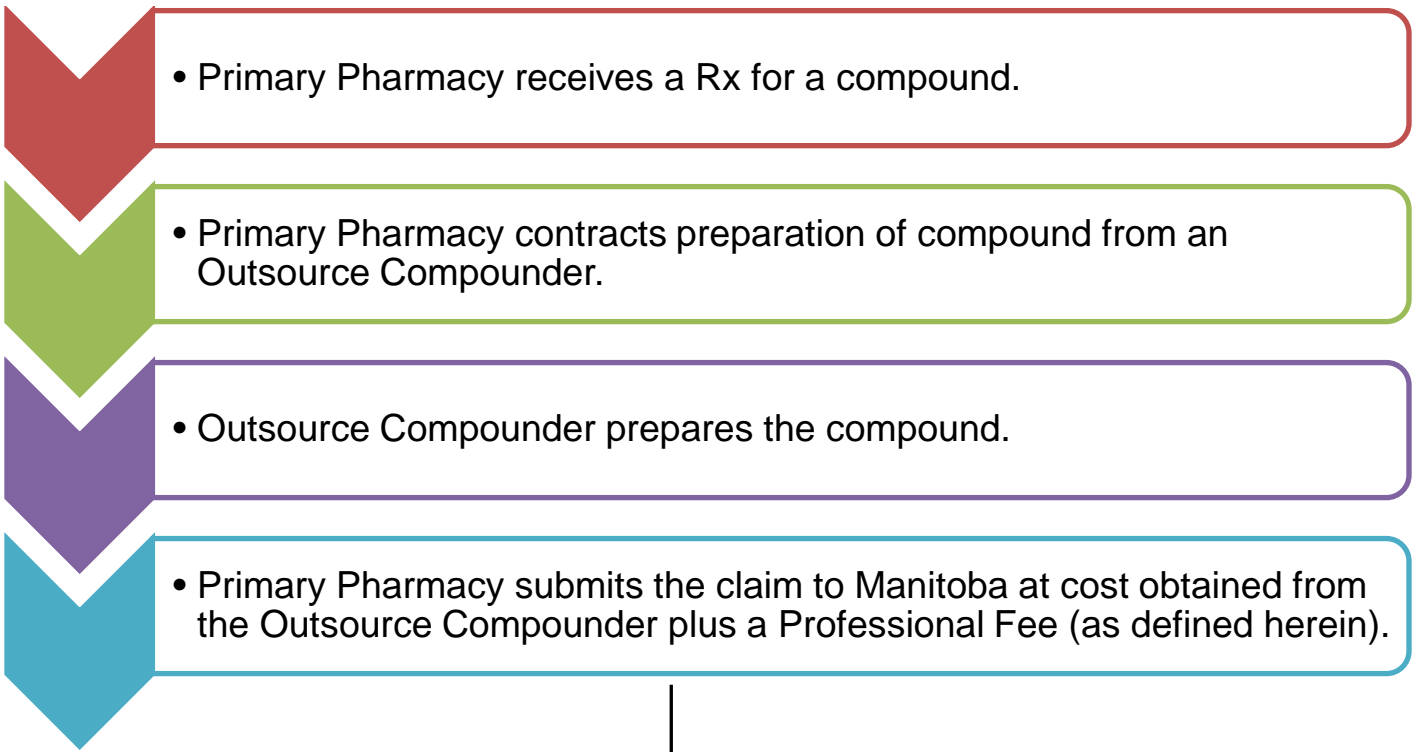 • Primary Pharmacy receives a Rx for a compound.
• Primary Pharmacy contracts preparation of compound from an
Outsource Compounder.
• Outsource Compounder prepares the compound.
• Primary Pharmacy submits the claim to Manitoba at cost obtained from
the Outsource Compounder plus a Professional Fee (as defined herein).